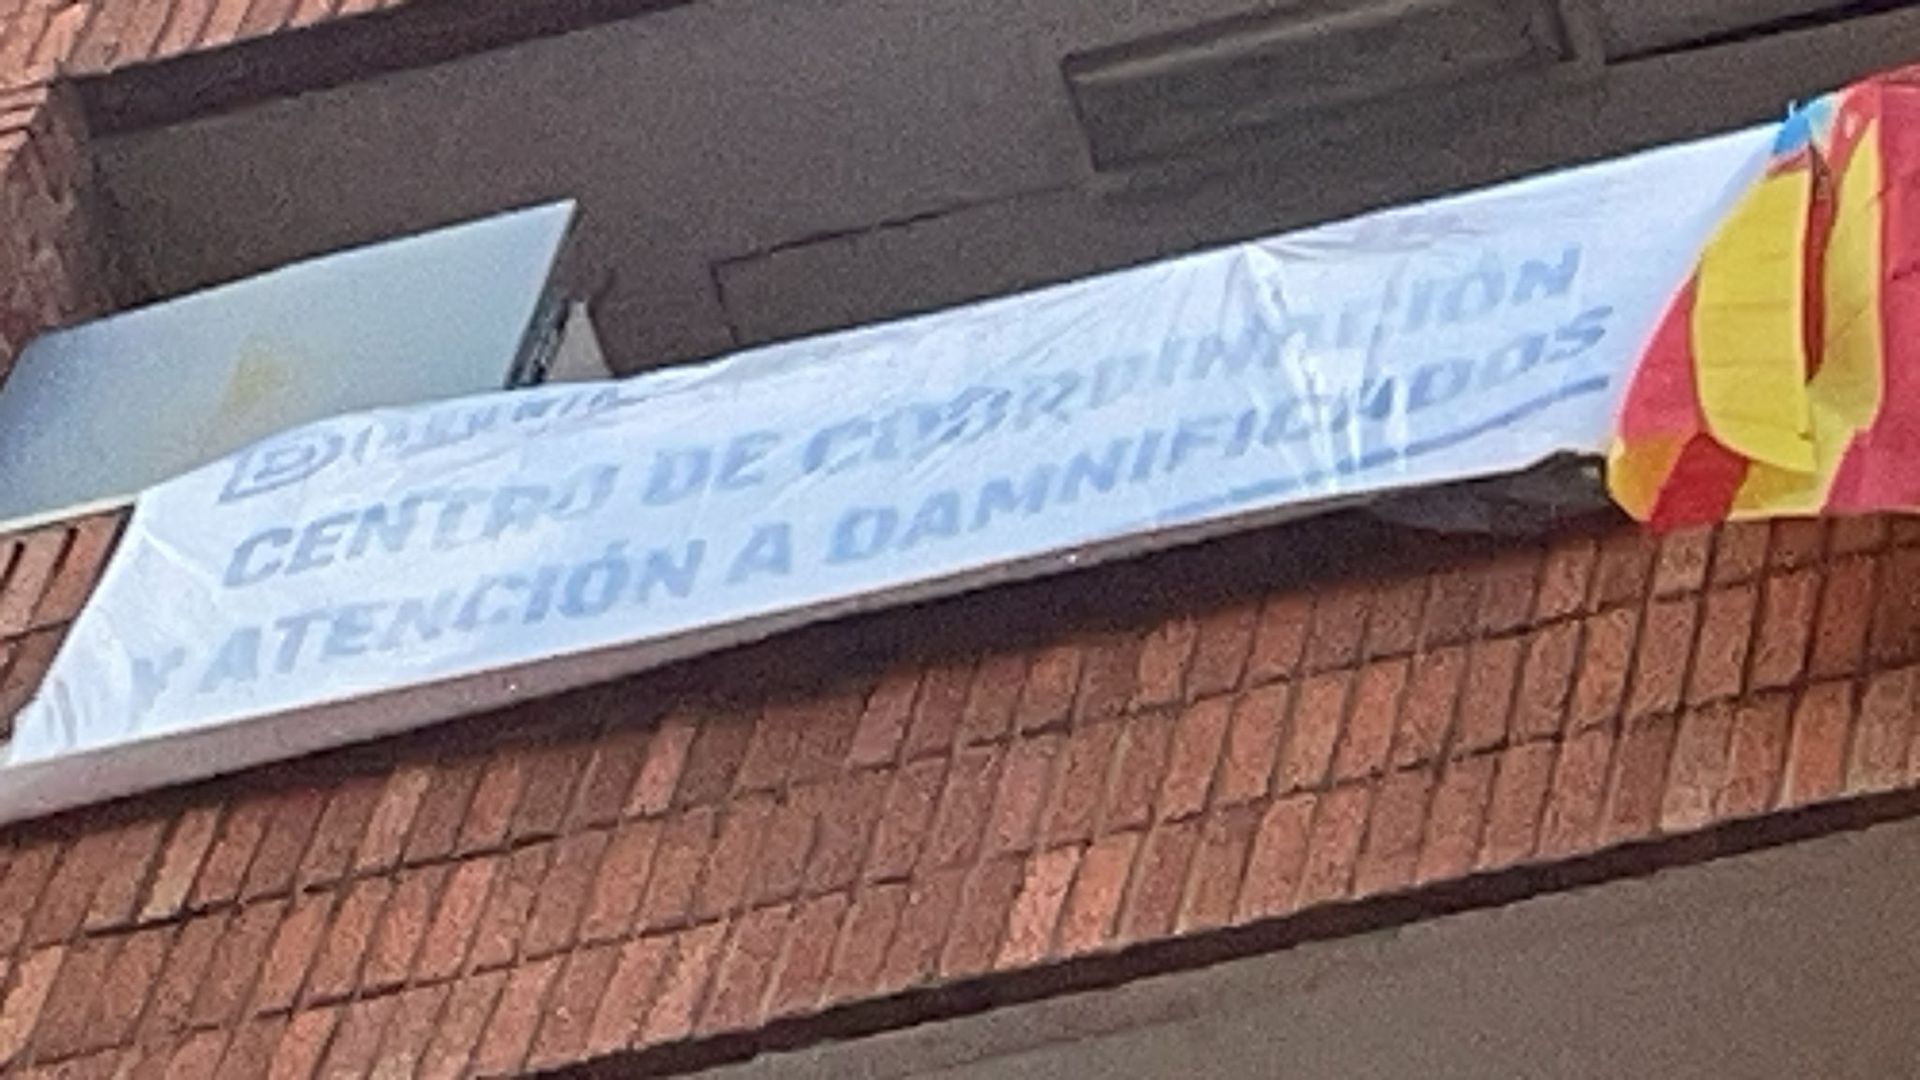 CENTRO DE COORDINACIÓN
Y ATENCIÓN A DAMNIFICADOS